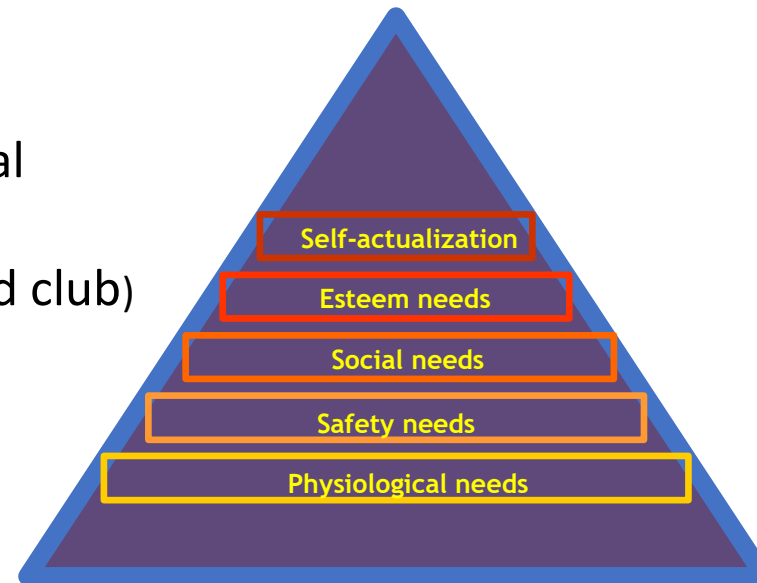 al
d club)
Self-actualization
Esteem needs
Social needs
Safety needs
Physiological needs